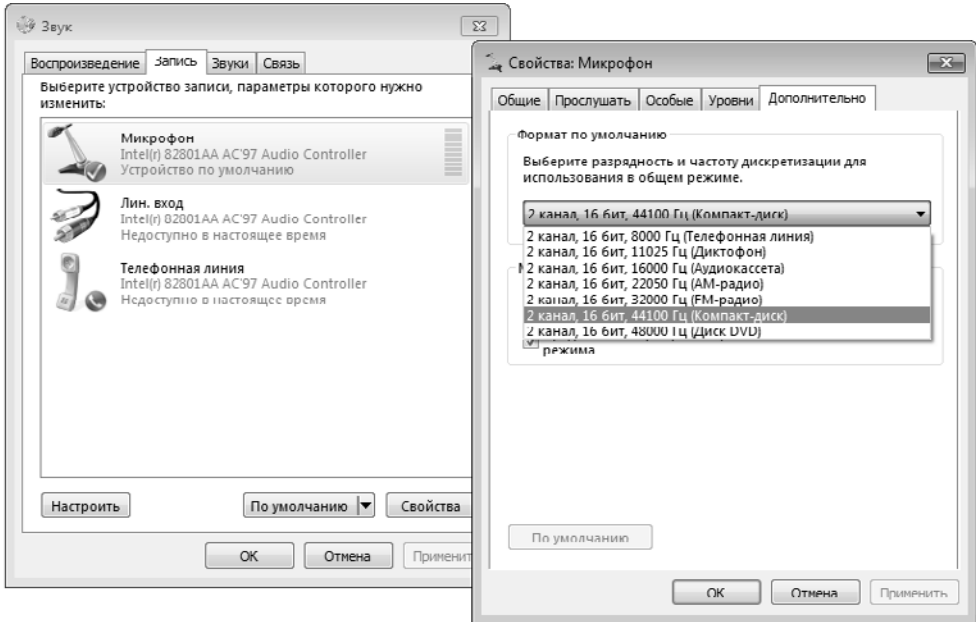 Звук
Воспроизведение
Запись
Звуки
Связь
Выберите устройство записи, параметры которого нужно
изменить:
Микрофон
Intel(r) 82801AA AC'97 Audio Controller
Устройство по умолчанию
Лин. вход
Intel(r) 82801AA AC'97 Audio Controller
Недоступно в настоящее время
Телефонная линия
Intel(r) 82801AA AC'97 Audio Controller
Недоступно в настоящее время
Настроить
По умолчанию
Свойства
ОК
Отмена
Применит
Свойства: Микрофон
Общие
Прослушать
Особые
Уровни
Дополнительно
Формат по умолчанию
Выберите разрядность и частоту дискретизации для
использования в общем режиме.
2 канал, 16 бит, 44100 Гц (Компакт-диск)
2 канал, 16 бит, 8000 Гц (Телефонная линия)
2 канал, 16 бит, 11025 Гц (Диктофон)
2 канал, 16 бит, 16000 Гц (Аудиокассета)
2 канал, 16 бит, 22050 Гц (АМ-радио)
2 канал, 16 бит, 32000 Гц (FM-радио)
2 канал, 16 бит, 44100 Гц (Компакт-диск)
2 канал, 16 бит, 48000 Гц (Диск DVD)
режима
По умолчанию
ОК
Отмена
Применить